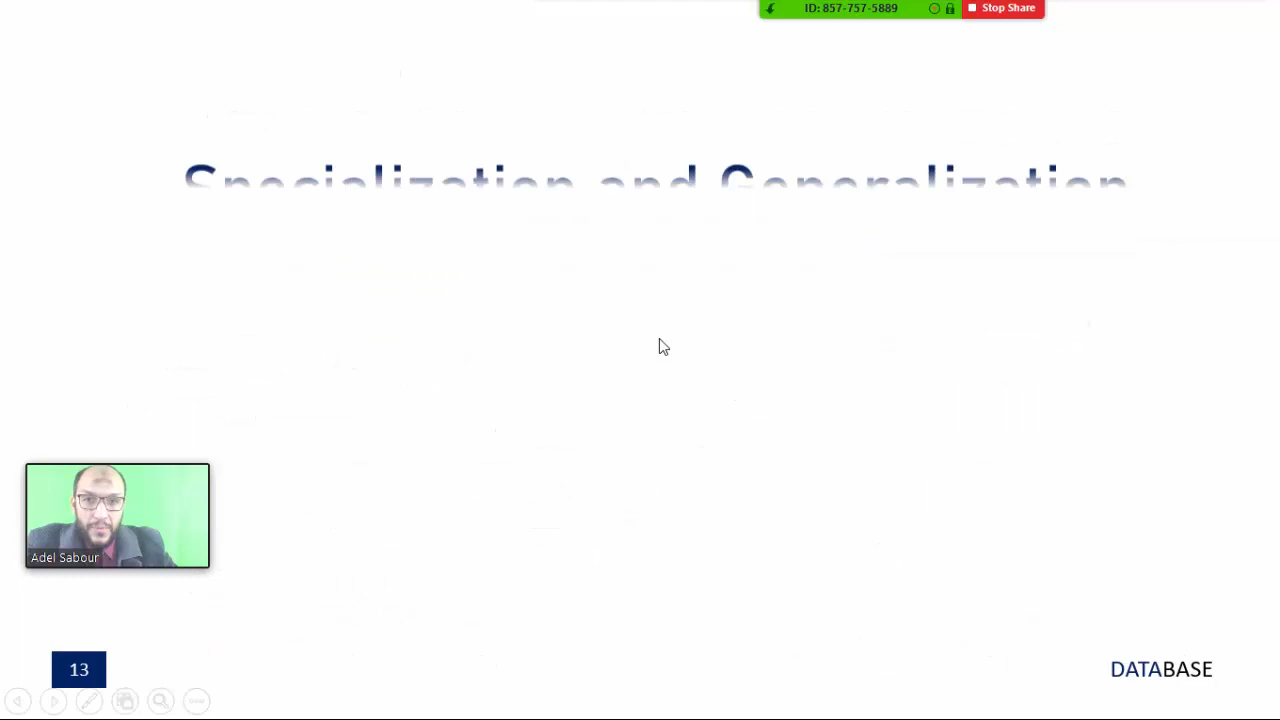 ID: 857-757-5889
Stop Share
Specialization and Generalization
Adel Sabour
13
DATABASE